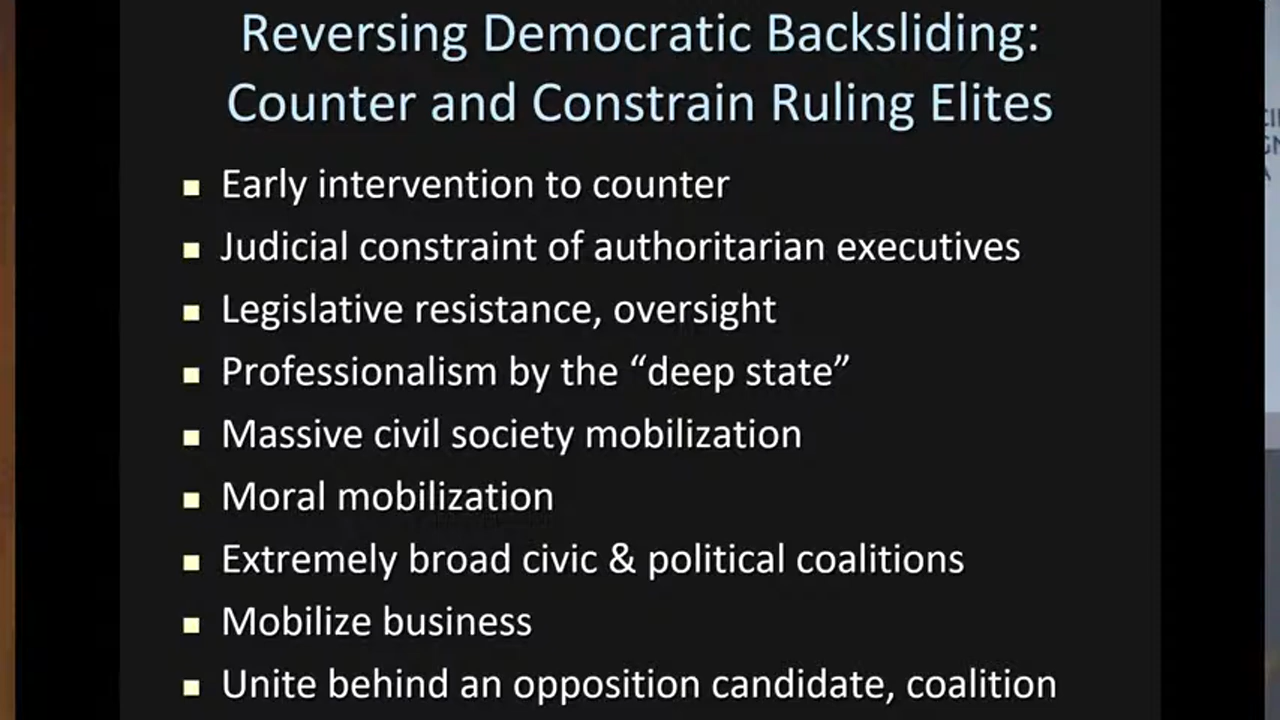 Reversing Democratic Backsliding:
Counter and Constrain Ruling Elites
Early intervention to counter
Judicial constraint of authoritarian executives
Legislative resistance, oversight
Professionalism by the “deep state”
Massive civil society mobilization
Moral mobilization
Extremely broad civic & political coalitions
Mobilize business
Unite behind an opposition candidate, coalition